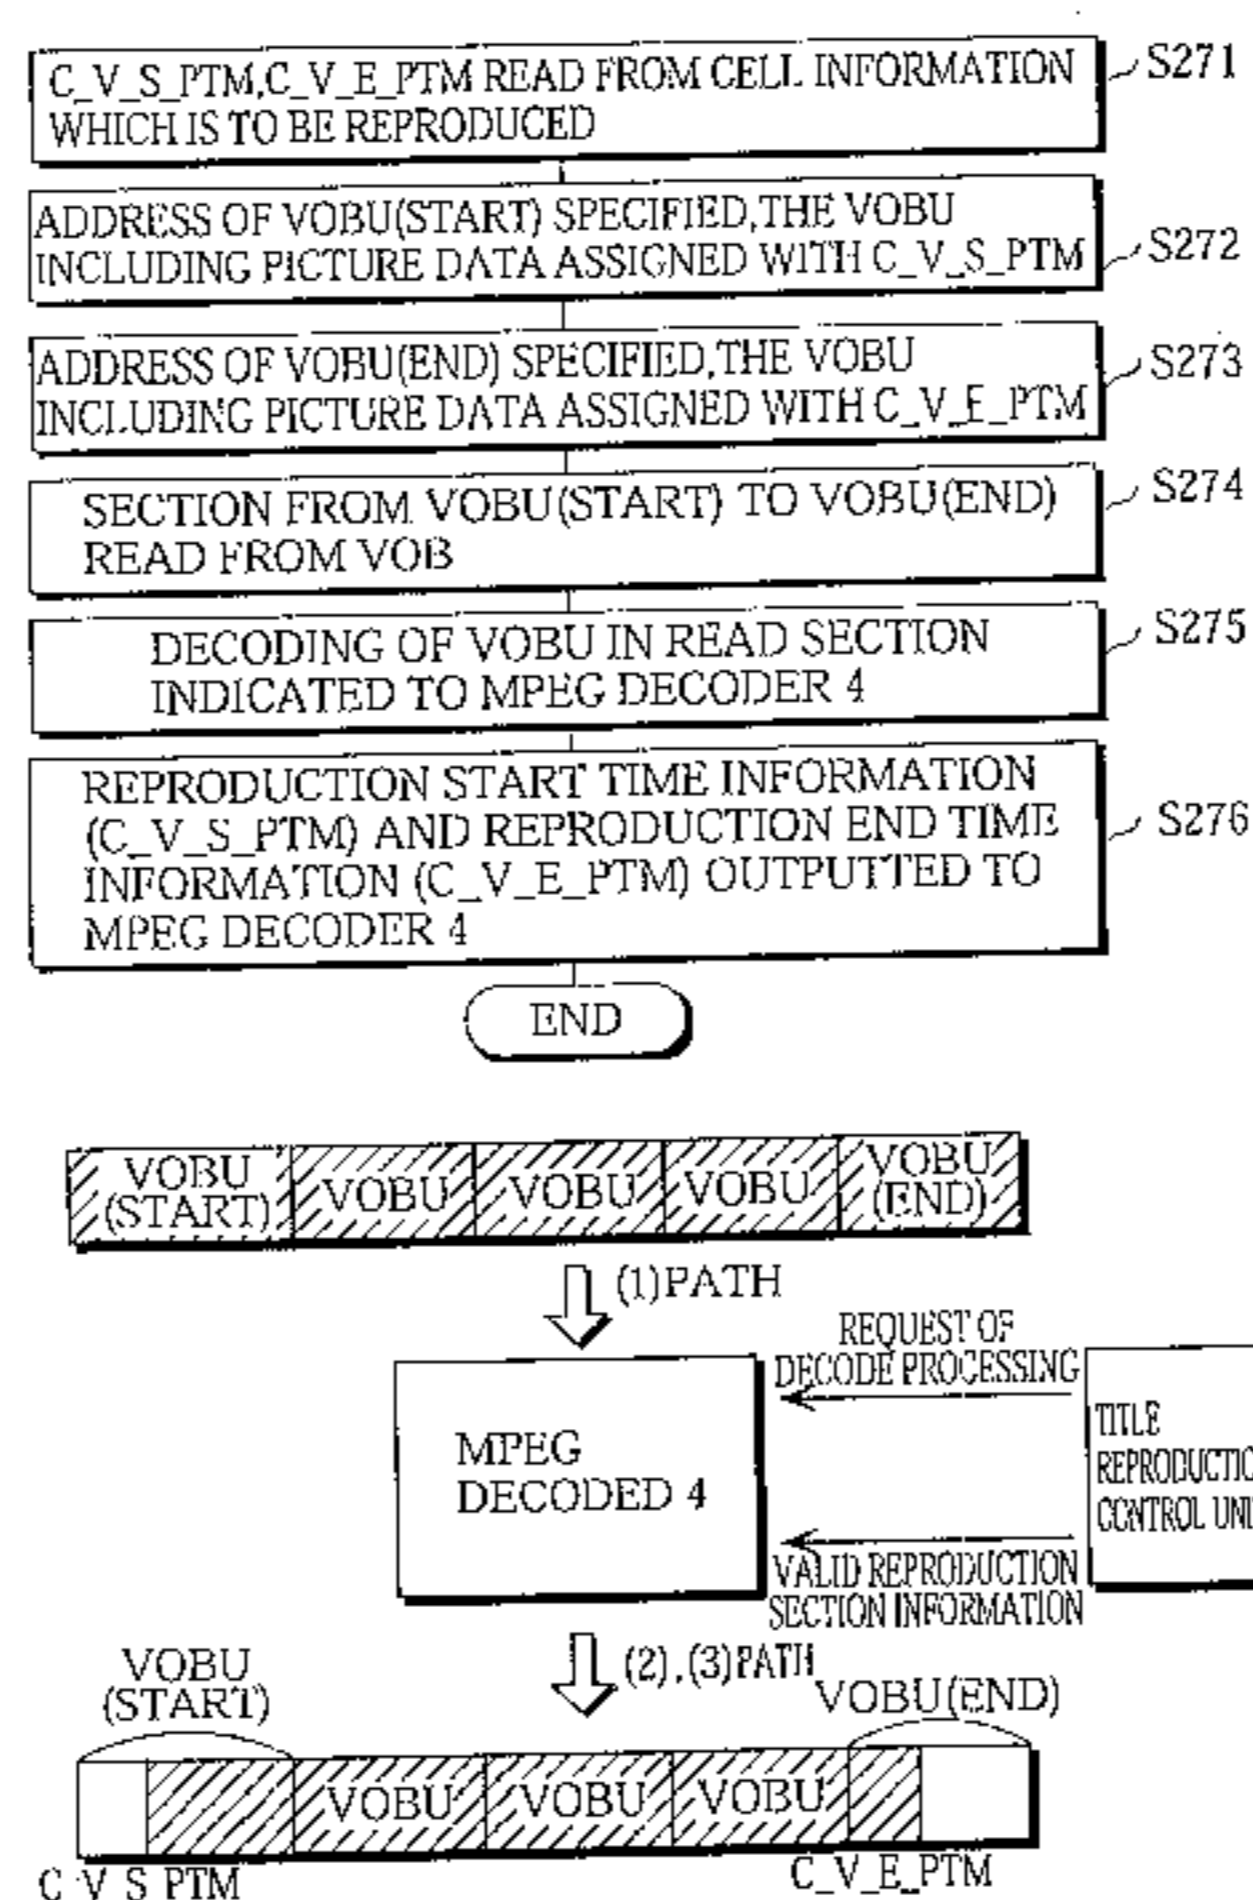 C_V_S_PTM,C_V_E_PTM READ FROM CELL INFORMATION
WHICH IS TO BE REPRODUCED
S271
ADDRESS OF VOBU(START) SPECIFIED,THE VOBU
INCLUDING PICTURE DATA ASSIGNED WITH C_V_S_PTM
S272
ADDRESS OF VOBU(END) SPECIFIED,THE VOBU
INCLUDING PICTURE DATA ASSIGNED WITH C_V_E_PTM
S273
SECTION FROM VOBU(START) TO VOBU(END)
READ FROM VOB
S274
DECODING OF VOBU IN READ SECTION
INDICATED TO MPEG DECODER 4
S275
REPRODUCTION START TIME INFORMATION
(C_V_S_PTM) AND REPRODUCTION END TIME
INFORMATION (C_V_E_PTM) OUTPUTTED TO
MPEG DECODER 4
S276
END
VOBU
(START)
VOBU
VOBU
VOBU
VOBU
(END)
(1)PATH
REQUEST OF
DECODE PROCESSING
MPEG
DECODED 4
TITLE
REPRODUCTIO
CONTROL UNI
VALID REPRODUCTION
SECTION INFORMATION
(2),(3)PATH
VOBU
(START)
VOBU(END)
VOBU
VOBU
VOBU
C_V_S_PTM
C_V_E_PTM